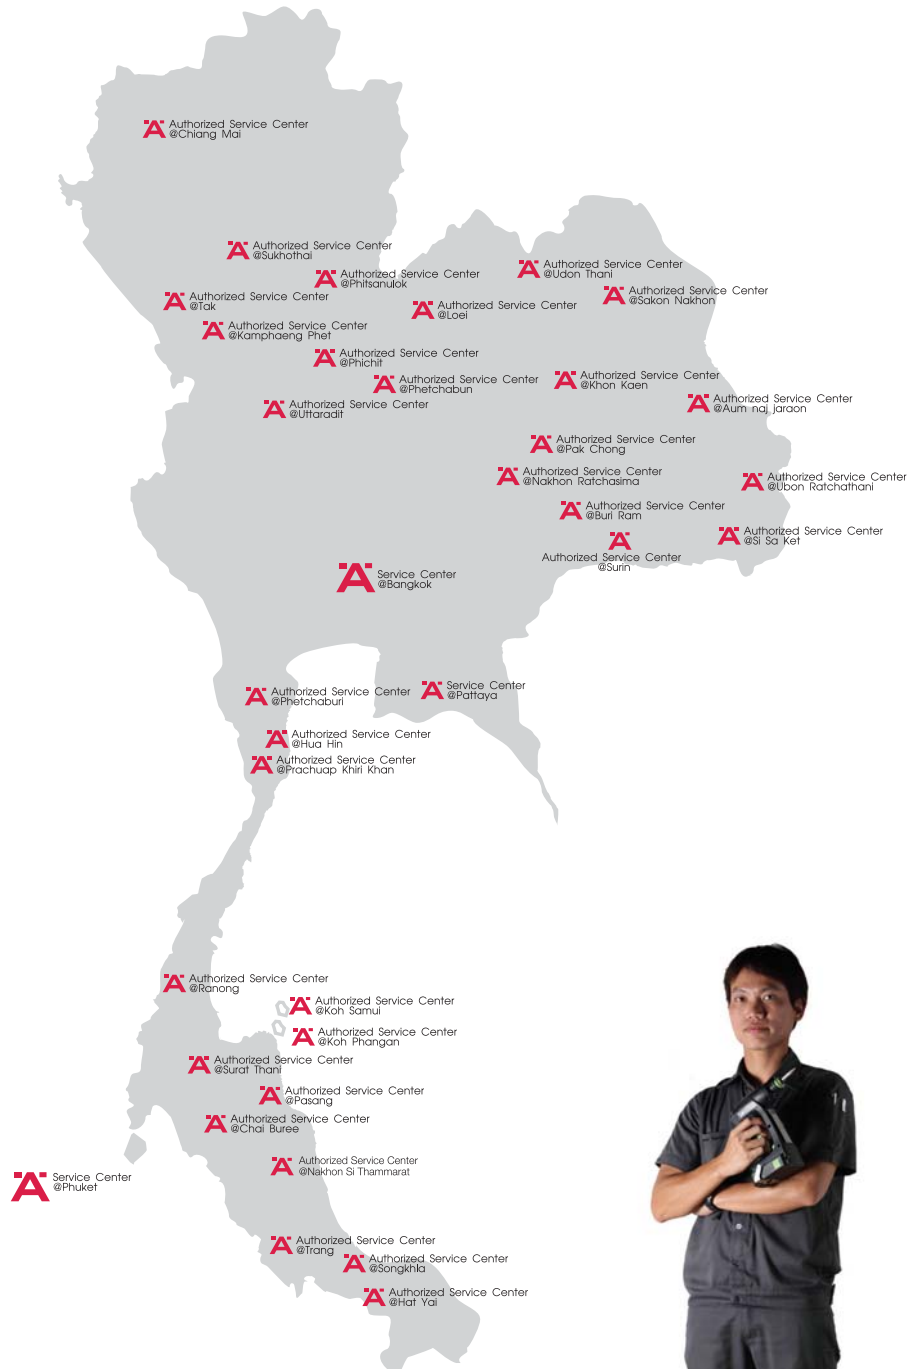 Authorized Service Center
@Chiang Mai
Authorized Service Center
@Sukhothai
Authorized Service Center
@Phitsanulok
Authorized Service Center
@Udon Thani
Authorized Service Center
@Sakon Nakhon
Authorized Service Center
@Tak
Authorized Service Center
@Loei
Authorized Service Center
@Kamphaeng Phet
Authorized Service Center
@Phichit
Authorized Service Center
@Phetchabun
Authorized Service Center
@Khon Kaen
Authorized Service Center
@Aum naj jaraon
Authorized Service Center
@Uttaradit
Authorized Service Center
@Pak Chong
Authorized Service Center
@Nakhon Ratchasima
Authorized Service Center
@Ubon Ratchathani
Authorized Service Center
@Buri Ram
Authorized Service Center
@Si Sa Ket
Authorized Service Center
@Surin
Service Center
@Bangkok
Authorized Service Center
@Phetchaburi
Service Center
@Pattaya
Authorized Service Center
@Hua Hin
Authorized Service Center
@Prachuap Khiri Khan
Authorized Service Center
@Ranong
Authorized Service Center
@Koh Samui
Authorized Service Center
@Koh Phangan
Authorized Service Center
@Surat Thani
Authorized Service Center
@Pasang
Authorized Service Center
@Chai Buree
Authorized Service Center
@Nakhon Si Thammarat
Service Center
@Phuket
Authorized Service Center
@Trang
Authorized Service Center
@Songkhla
Authorized Service Center
@Hat Yai